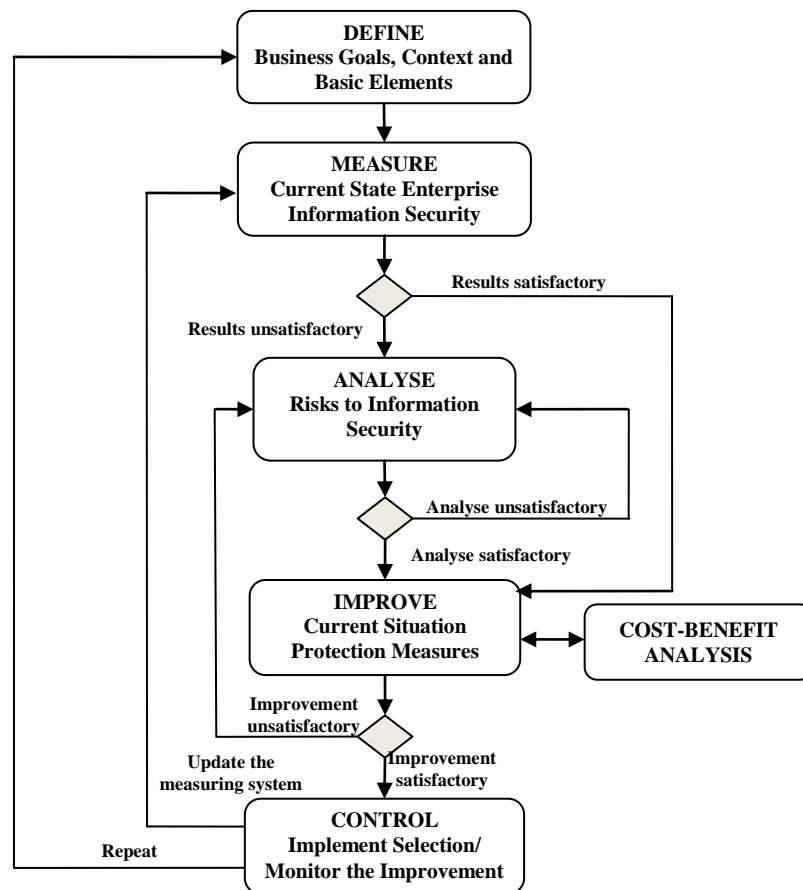 DEFINE
Business Goals, Context and
Basic Elements
MEASURE
Current State Enterprise
Information Security
Results satisfactory
Results unsatisfactory
ANALYSE
Risks to Information
Security
Analyse unsatisfactory
Analyse satisfactory
IMPROVE
Current Situation
Protection Measures
COST-BENEFIT
ANALYSIS
Improvement
unsatisfactory
Update the
measuring system
Improvement
satisfactory
CONTROL
Implement Selection/
Monitor the Improvement
Repeat